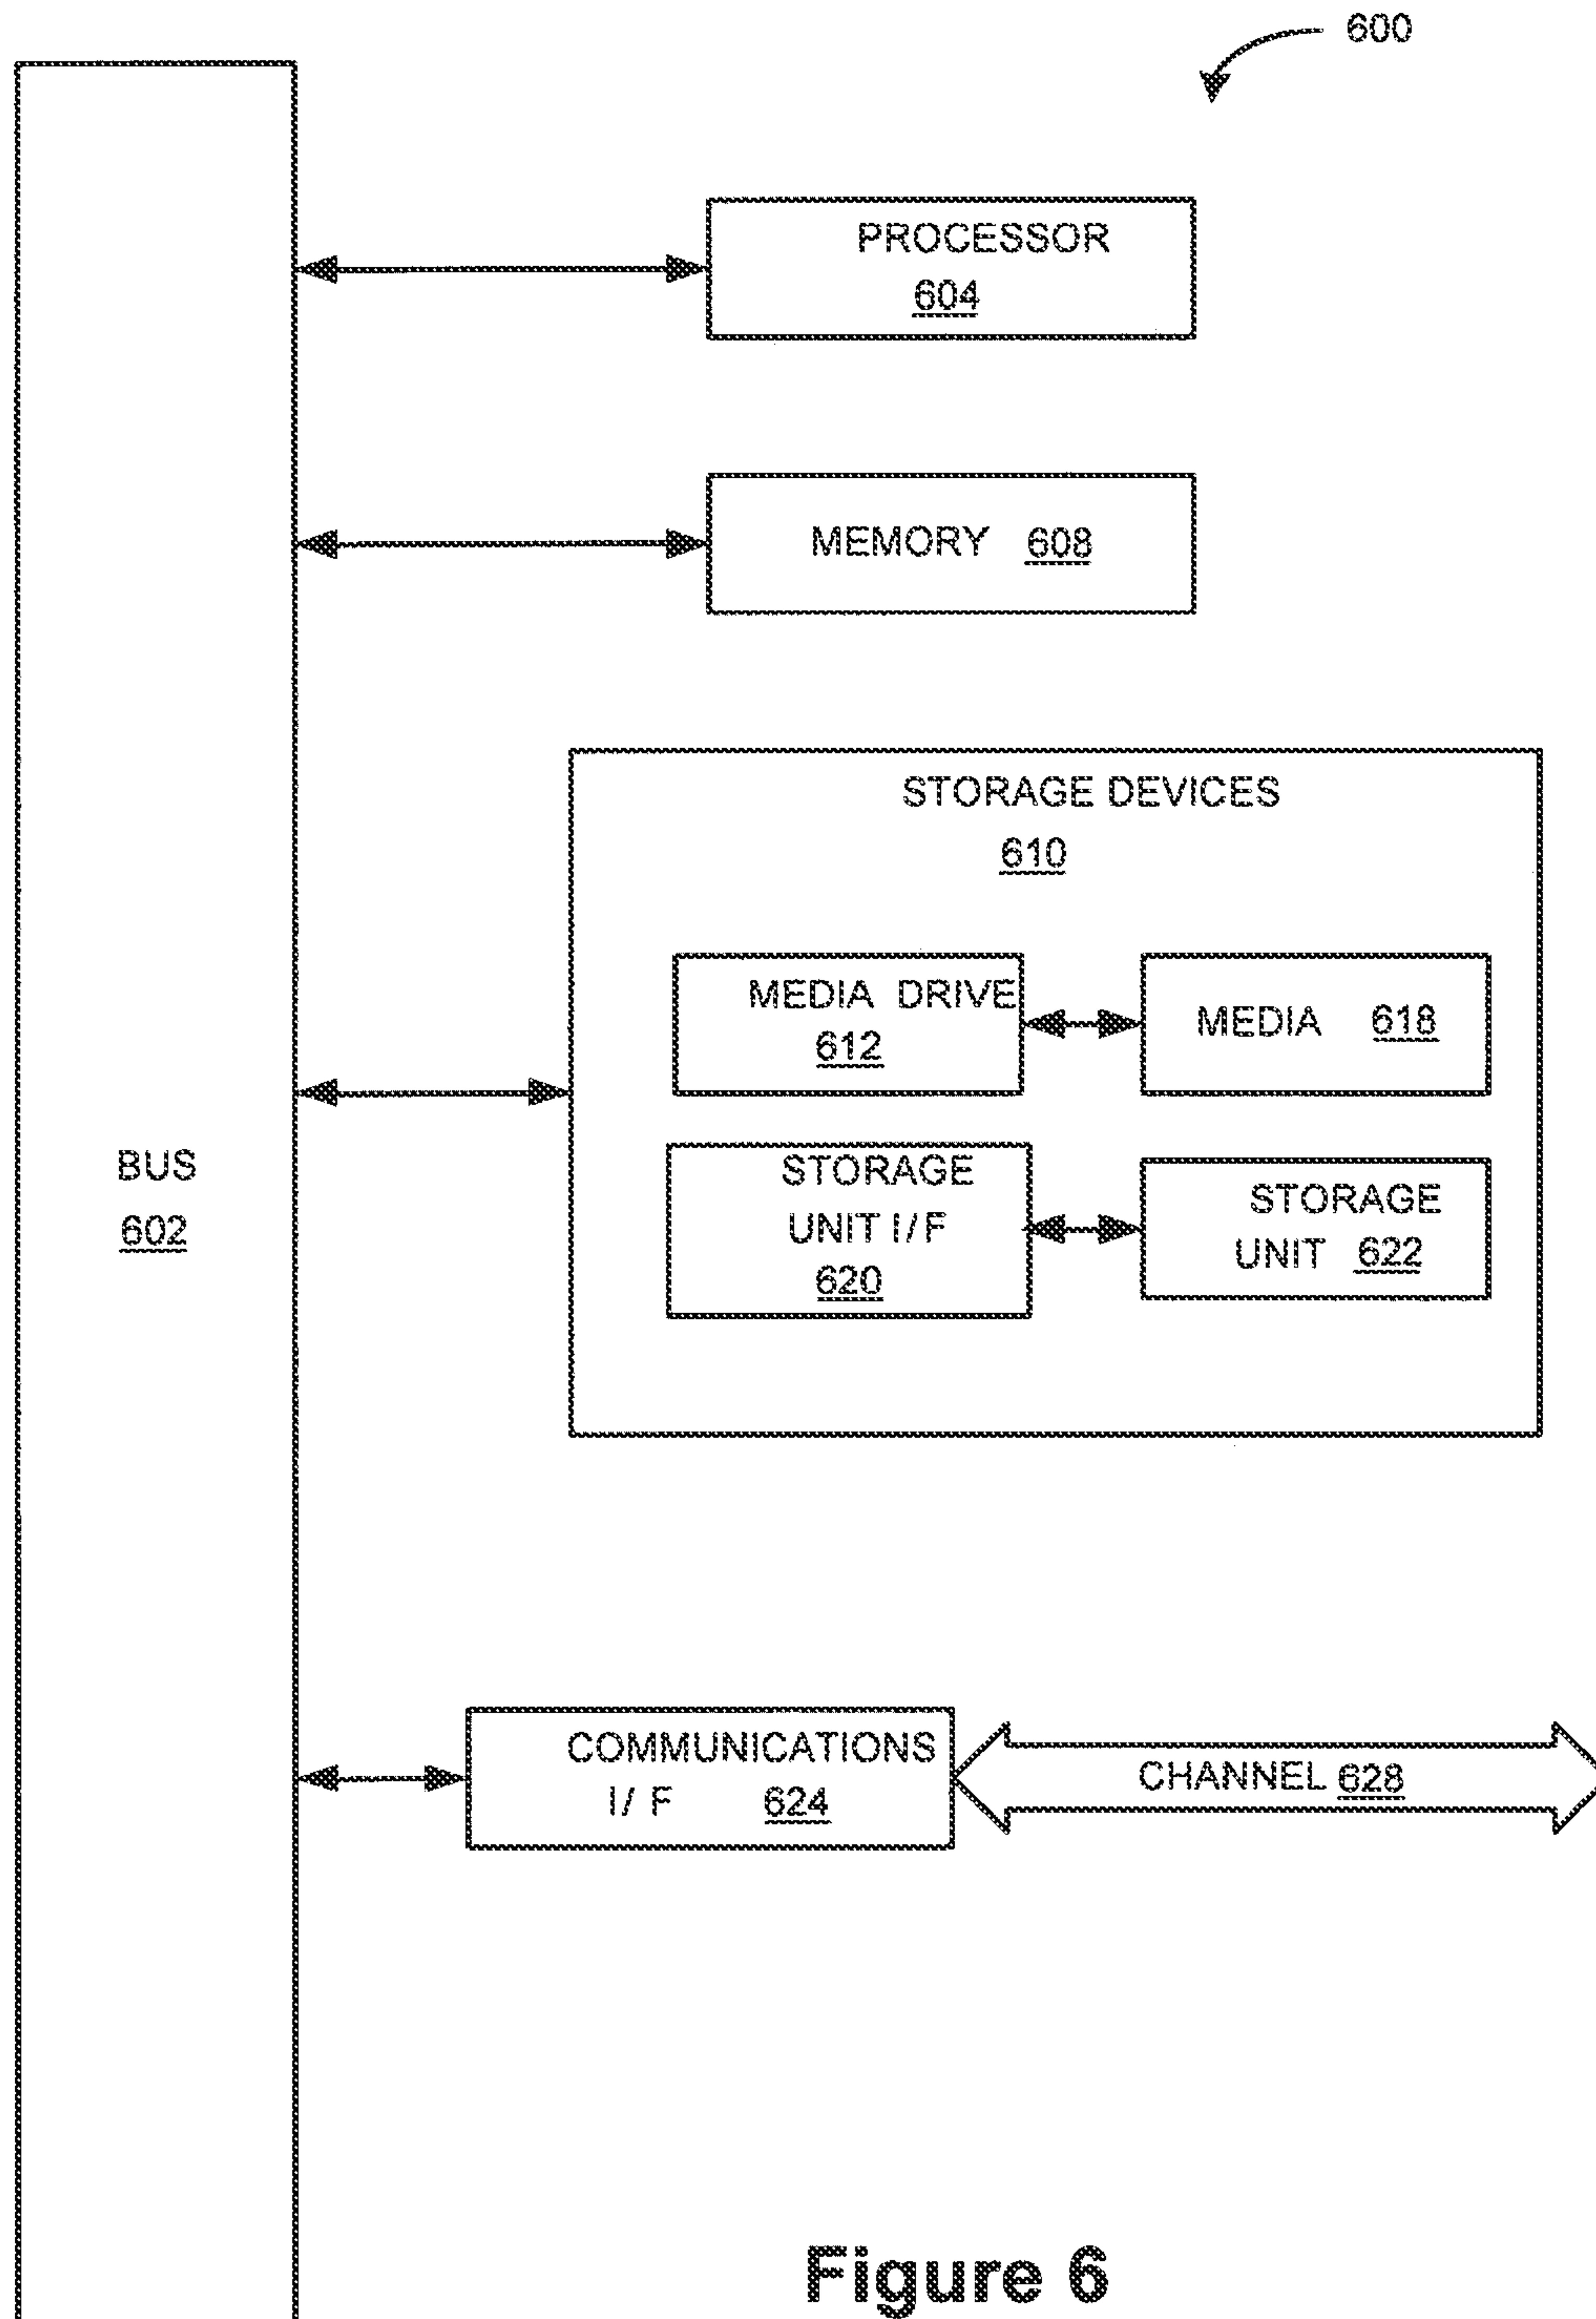 600
PROCESSOR
604
MEMORY 608
STORAGE DEVICES
610
MEDIA DRIVE
612
MEDIA 618
BUS
602
STORAGE
UNIT I/F
620
STORAGE
UNIT 622
COMMUNICATIONS
I/ F 624
CHANNEL 628
Figure 6